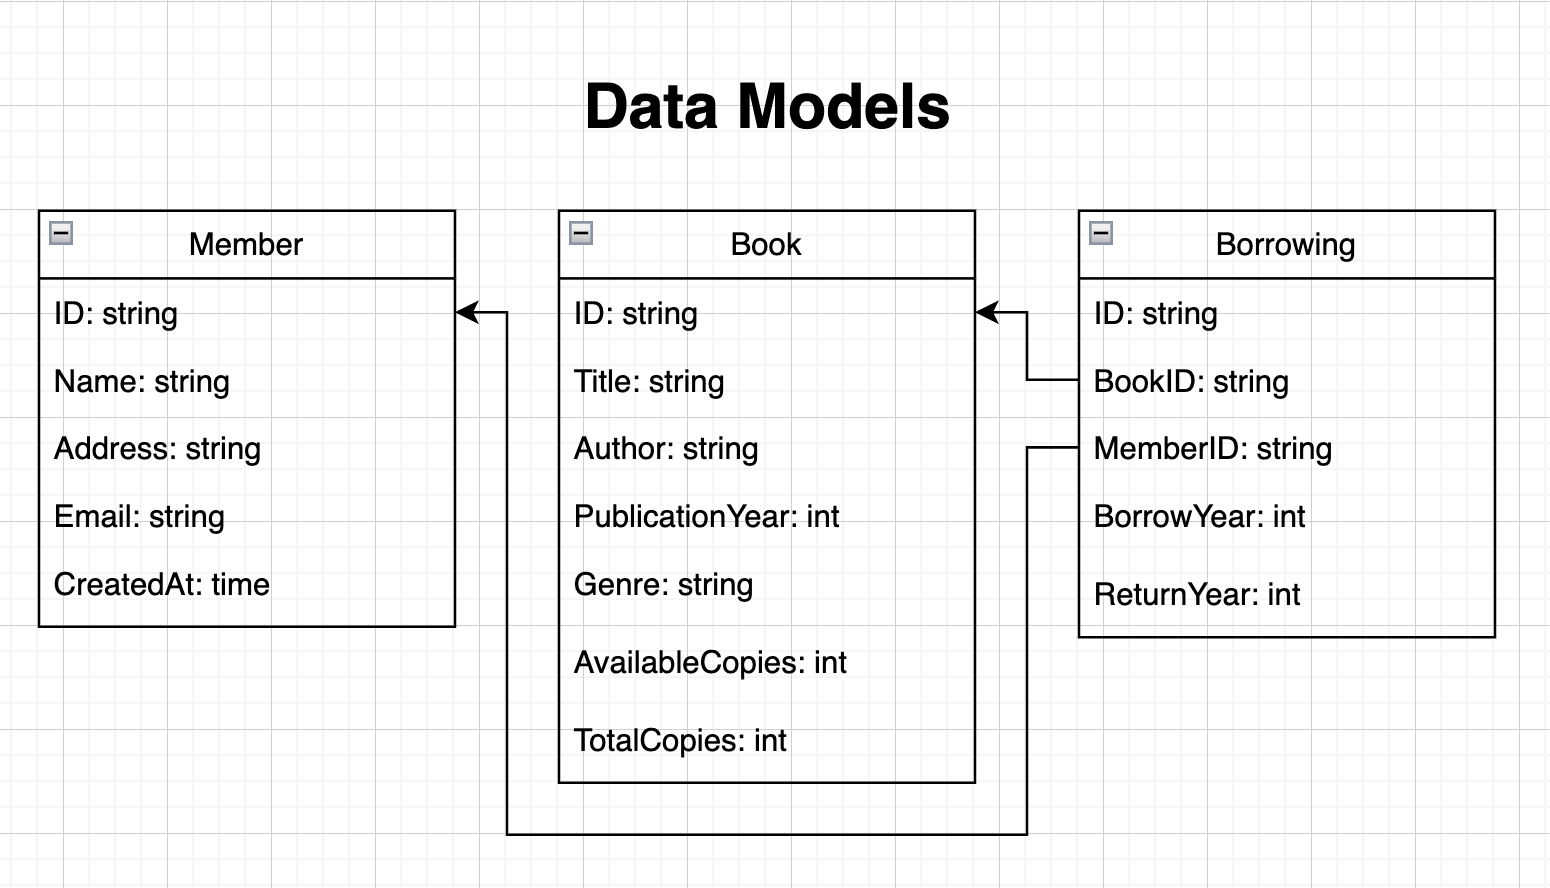 Data Models
Member
ID: string
Name: string
Address: string
Email: string
CreatedAt: time
Book
ID: string
Title: string
Author: string
PublicationYear: int
Genre: string
AvailableCopies: int
TotalCopies: int
Borrowing
ID: string
BookID: string
MemberID: string
BorrowYear: int
ReturnYear: int